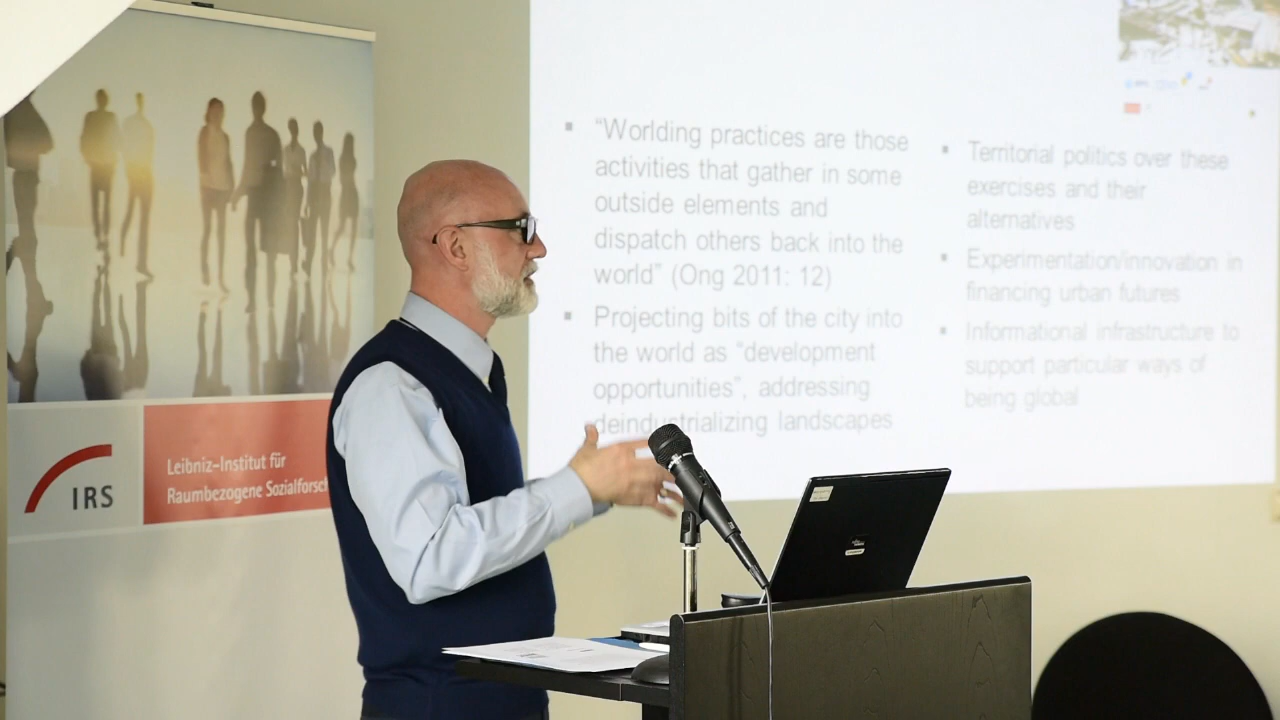 IRS
Leibniz-Institut für
Raumbezogene Sozialforsch
“Worlding practices are those
activities that gather in some
outside elements and
dispatch others back into the
world” (Ong 2011: 12)
Projecting bits of the city into
the world as “development
opportunities”, addressing
deindustrializing landscapes
Territorial politics over these
exercises and their
alternatives
Experimentation/innovation in
financing urban futures
Informational infrastructure to
support particular ways of
being global